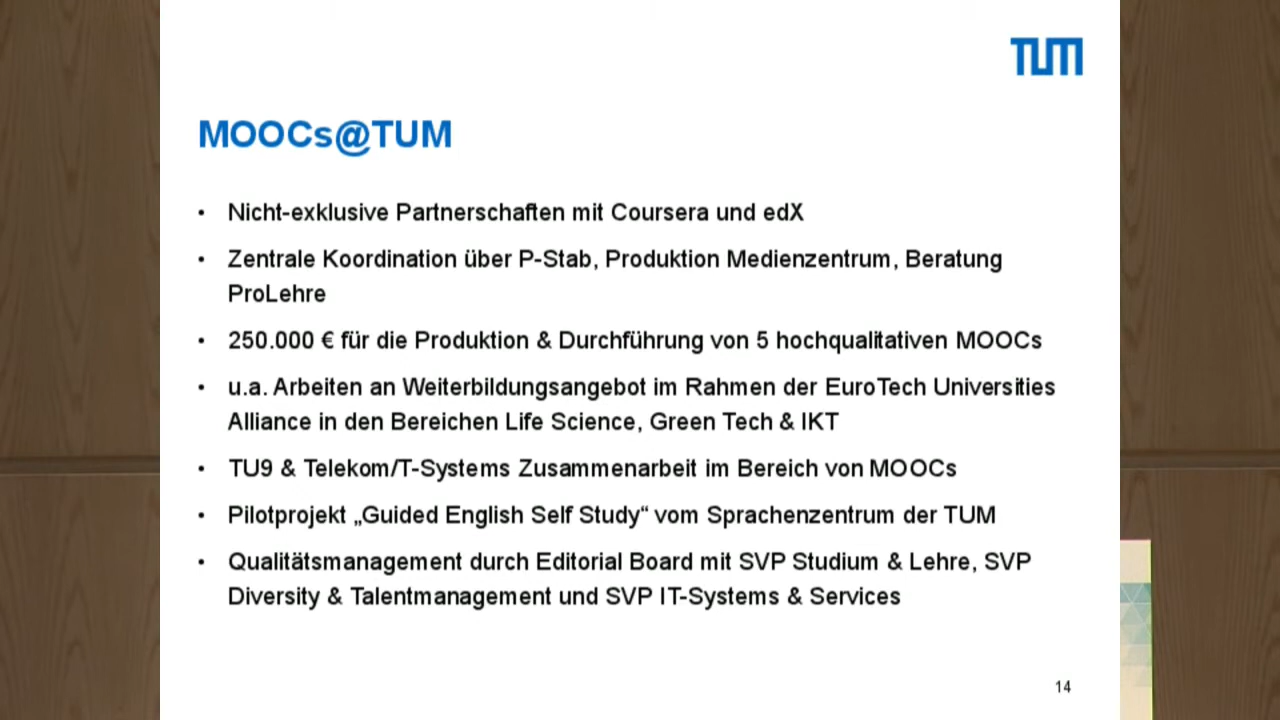 TUM
MOOCs@TUM
• Nicht-exklusive Partnerschaften mit Coursera und edX
• Zentrale Koordination über P-Stab, Produktion Medienzentrum, Beratung
ProLehre
• 250.000 € für die Produktion & Durchführung von 5 hochqualitativen MOOCs
• u.a. Arbeiten an Weiterbildungsangebot im Rahmen der EuroTech Universities
Alliance in den Bereichen Life Science, Green Tech & IKT
• TU9 & Telekom/T-Systems Zusammenarbeit im Bereich von MOOCs
• Pilotprojekt „Guided English Self Study“ vom Sprachenzentrum der TUM
• Qualitätsmanagement durch Editorial Board mit SVP Studium & Lehre, SVP
Diversity & Talentmanagement und SVP IT-Systems & Services
14